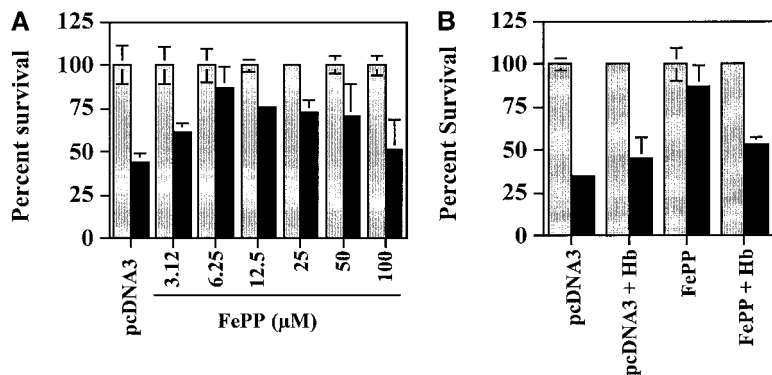 A
Percent survival
125
100
75
50
25
0
pcDNA3
3.12
6.25
12.5
25
50
100
FePP (μM)
B
Percent Survival
125
100
75
50
25
0
pcDNA3
pcDNA3 + Hb
FePP
FePP + Hb